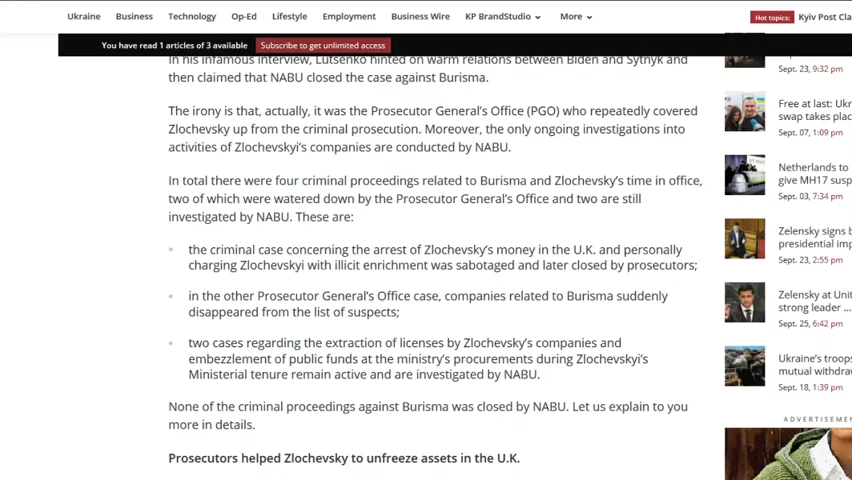 Ukraine Business Technology Op-Ed Lifestyle Employment Business Wire KP BrandStudio More Hot topics: Kyiv Post Cla
You have read 1 articles of 3 available Subscribe to get unlimited access
In his infamous interview, Lutsenko hinted on warm relations between Biden and Sytnyk and
then claimed that NABU closed the case against Burisma.
The irony is that, actually, it was the Prosecutor General's Office (PGO) who repeatedly covered
Zlochevsky up from the criminal prosecution. Moreover, the only ongoing investigations into
activities of Zlochevskyi's companies are conducted by NABU.
In total there were four criminal proceedings related to Burisma and Zlochevsky's time in office,
two of which were watered down by the Prosecutor General's Office and two are still
investigated by NABU. These are:
the criminal case concerning the arrest of Zlochevsky's money in the U.K. and personally
charging Zlochevskyi with illicit enrichment was sabotaged and later closed by prosecutors;
in the other Prosecutor General's Office case, companies related to Burisma suddenly
disappeared from the list of suspects;
two cases regarding the extraction of licenses by Zlochevsky's companies and
embezzlement of public funds at the ministry's procurements during Zlochevskyi's
Ministerial tenure remain active and are investigated by NABU.
None of the criminal proceedings against Burisma was closed by NABU. Let us explain to you
more in details.
Prosecutors helped Zlochevsky to unfreeze assets in the U.K.
Sept. 23, 9:32 pm
Free at last: Ukr
swap takes plac
Sept. 07, 1:09 pm
Netherlands to
give MH17 susp
Sept. 03, 7:34 pm
Zelensky signs b
presidential imp
Sept. 23, 2:55 pm
Zelensky at Unit
strong leader ...
Sept. 25, 6:42 pm
Ukraine's troops
mutual withdraw
Sept. 18, 1:39 pm
ADVERTISEMEN